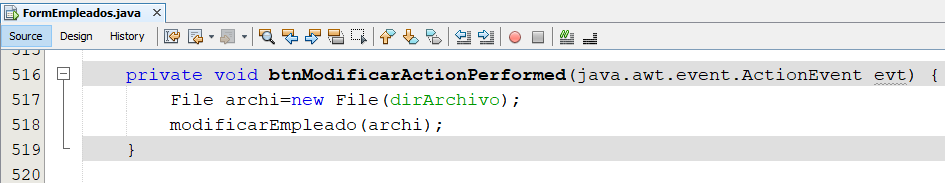 FormEmpleados.java
Source Design History
515
516 private void btnModificarActionPerformed(java.awt.event.ActionEvent evt) {
517 File archi=new File(dirArchivo);
518 modificarEmpleado(archi);
519 }
520